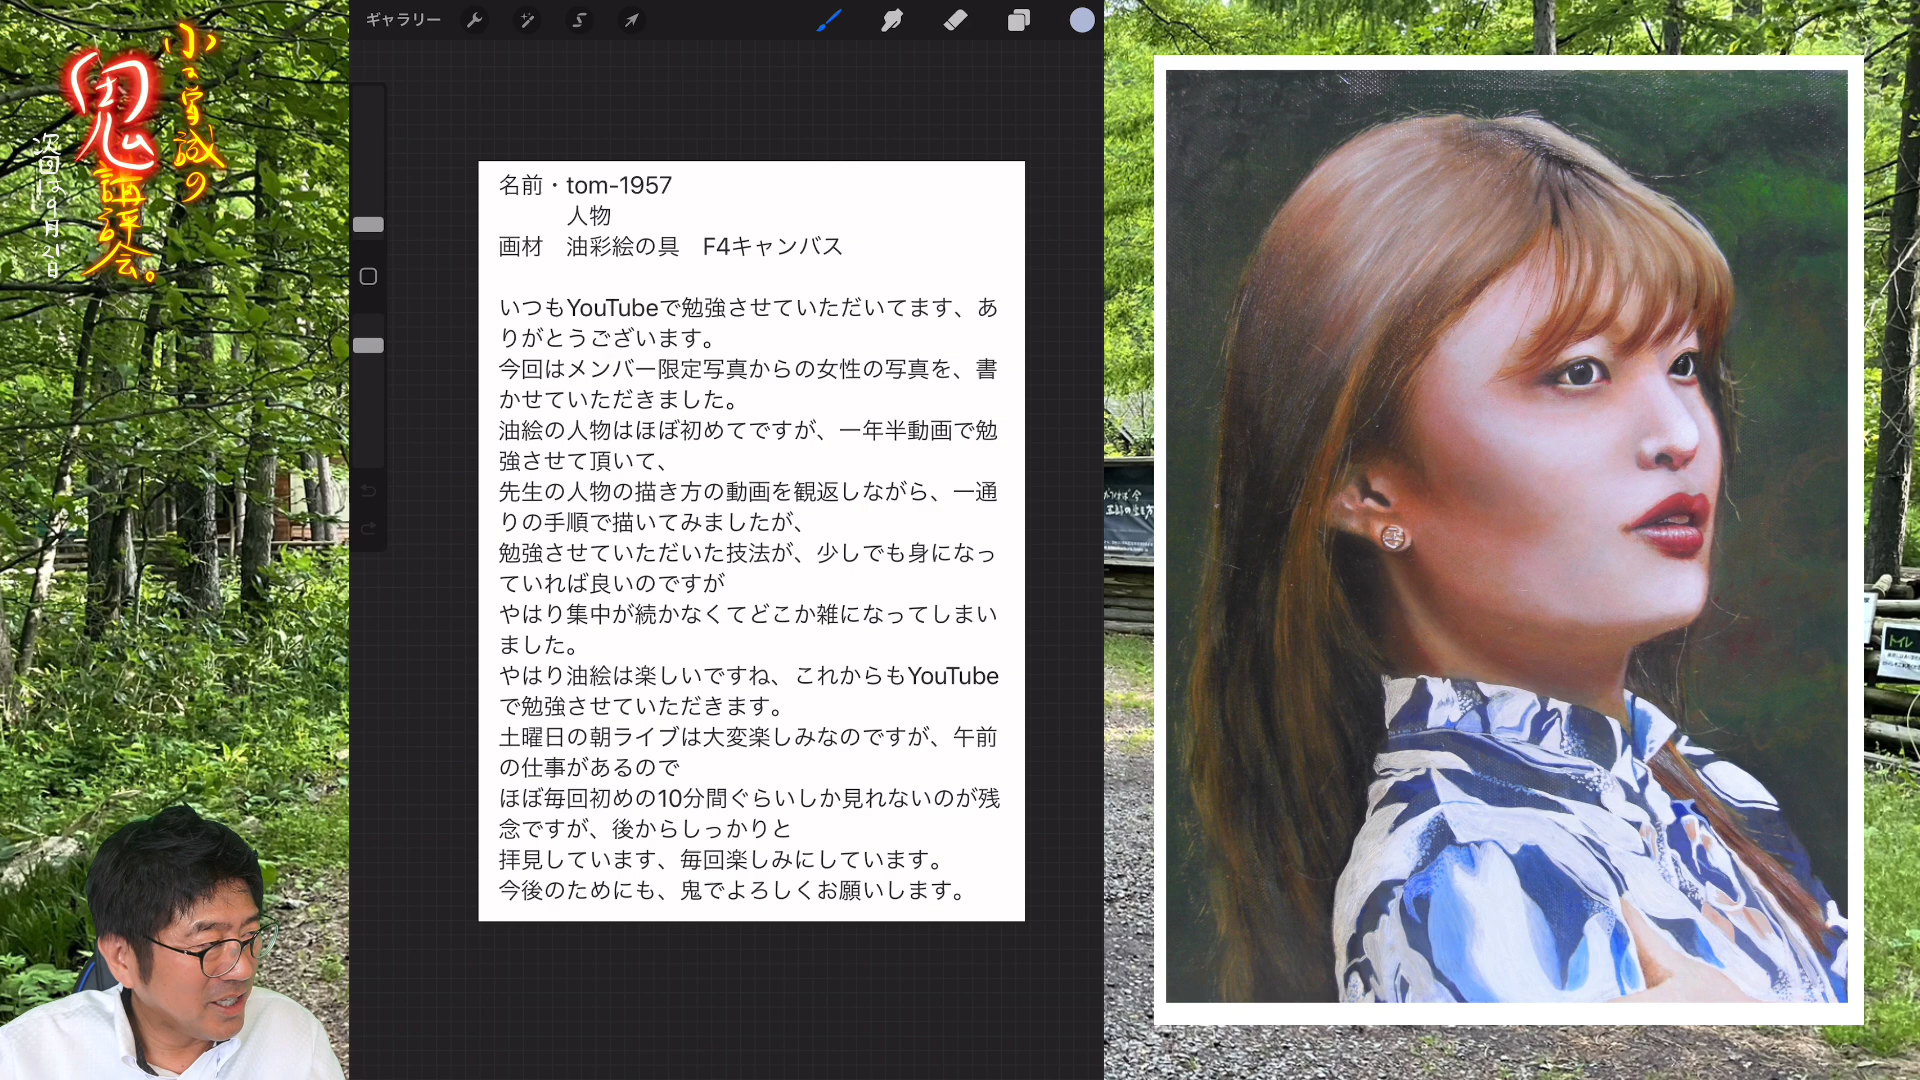 小宮誠の
鬼
講評会。
次回は9月21日
ギャラリー
名前・tom-1957
人物
画材 油彩絵の具 F4キャンバス
いつもYouTubeで勉強させていただいてます、あ
りがとうございます。
今回はメンバー限定写真からの女性の写真を、書
かせていただきました。
油絵の人物はほぼ初めてですが、一年半動画で勉
強させて頂いて、
先生の人物の描き方の動画を観返しながら、一通
りの手順で描いてみましたが、
勉強させていただいた技法が、少しでも身になっ
ていれば良いのですが
やはり集中が続かなくてどこか雑になってしまい
ました。
やはり油絵は楽しいですね、これからもYouTube
で勉強させていただきます。
土曜日の朝ライブは大変楽しみなのですが、午前
の仕事があるので
ほぼ毎回初めの10分間ぐらいしか見れないのが残
念ですが、後からしっかりと
拝見しています、毎回楽しみにしています。
今後のためにも、鬼でよろしくお願いします。
トイレ